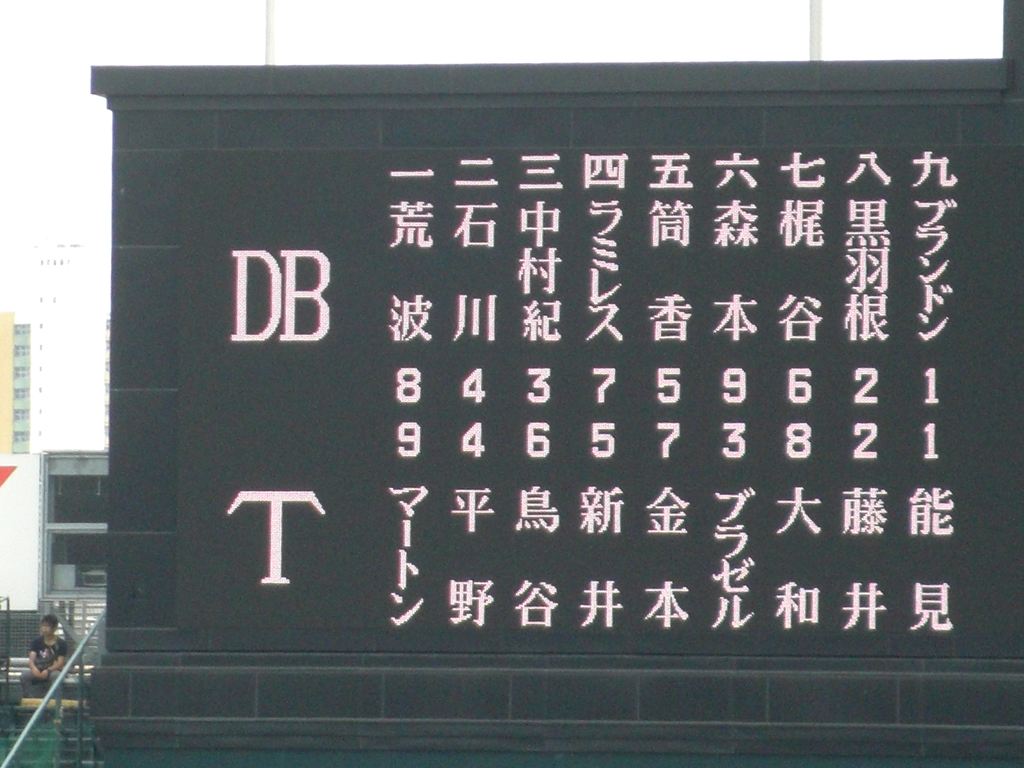 一 二 三 四 五 六 七 八 九
DB
荒波 石川 中村紀 ラミレス 筒香 森本 梶谷 黒羽根 ブランドン
8 4 3 7 5 9 6 2 1
9 4 6 5 7 3 8 2 1
T
マートン 平野 鳥谷 新井 金本 ブラゼル 大和 藤井 能見